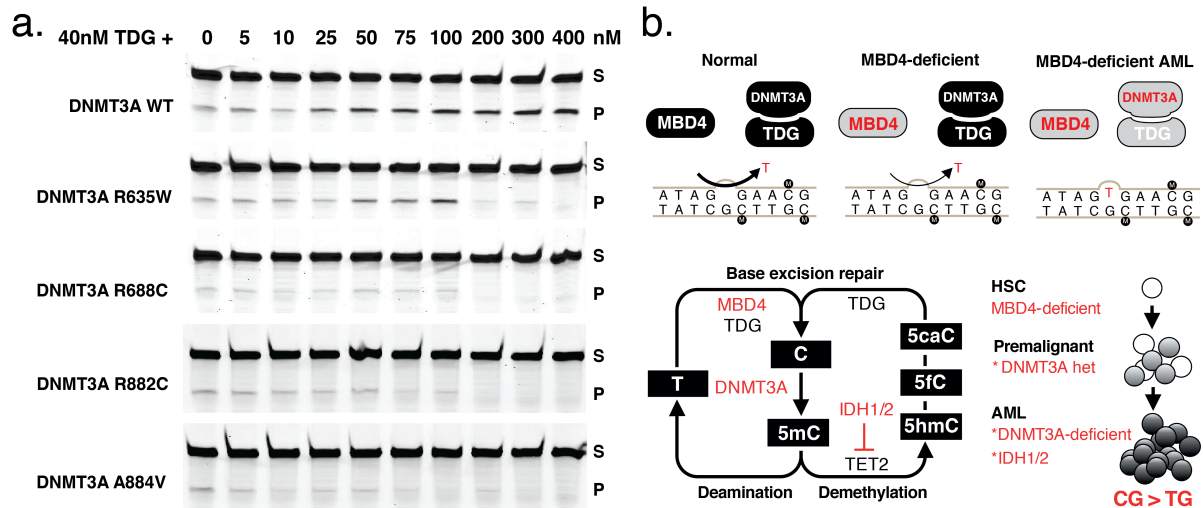 a.
40nM TDG + 0 5 10 25 50 75 100 200 300 400 nM
DNMT3A WT
S
P
DNMT3A R635W
S
P
DNMT3A R688C
S
P
DNMT3A R882C
S
P
DNMT3A A884V
S
P
b.
Normal
MBD4-deficient
MBD4-deficient AML
MBD4
DNMT3A
TDG
MBD4
DNMT3A
TDG
MBD4
DNMT3A
TDG
T
T
A T A G G A A C G
T A T C G C T T G C
M
M
M
A T A G G A A C G
T A T C G C T T G C
M
M
M
A T A G T G A A C G
T A T C G C T T G C
M
M
M
Base excision repair
MBD4
TDG
TDG
C
5caC
T
DNMT3A
5fC
IDH1/2
5mC
5hmC
TET2
Deamination
Demethylation
HSC
MBD4-deficient
Premalignant
*DNMT3A het
AML
*DNMT3A-deficient
*IDH1/2
CG > TG